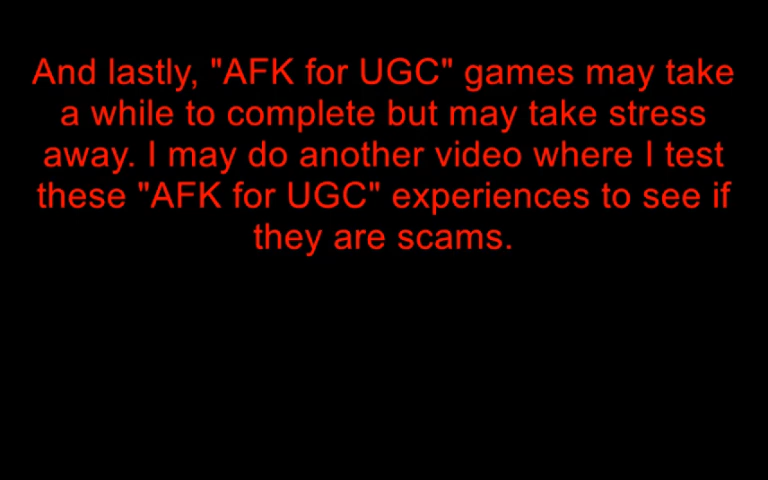 And lastly, "AFK for UGC" games may take
a while to complete but may take stress
away. I may do another video where I test
these "AFK for UGC" experiences to see if
they are scams.